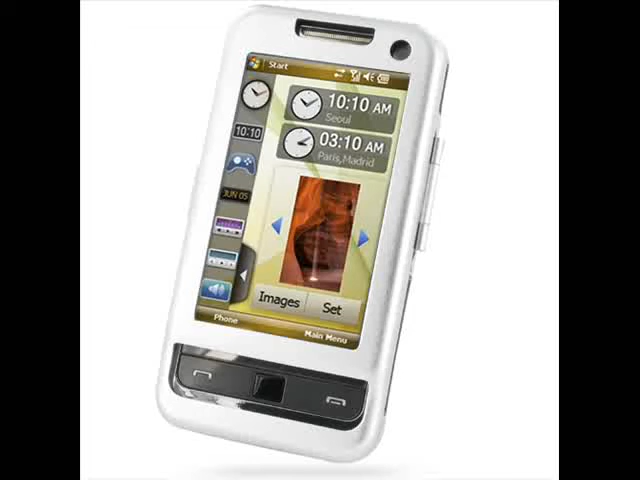 Start
10:10 AM
Seoul
10:10
03:10 AM
Paris,Madrid
JUN 05
Images
Set
Phone
Main Menu